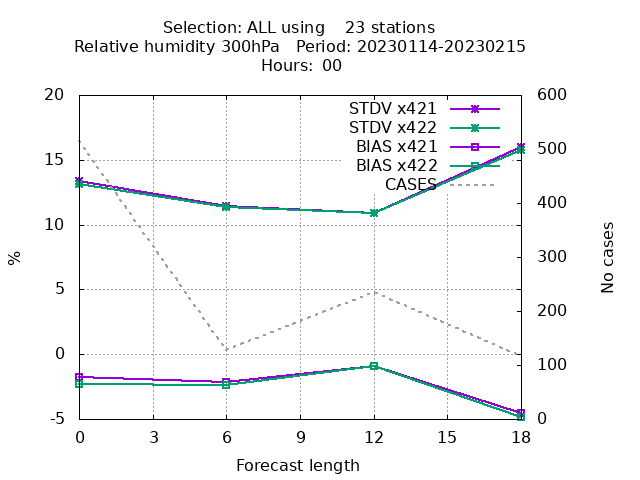 Selection: ALL using    23 stations
Relative humidity 300hPa   Period: 20230114-20230215
Hours: 00
20
15
10
5
0
-5
%
STDV x421
STDV x422
BIAS x421
BIAS x422
CASES
600
500
400
300
200
100
0
No cases
0 3 6 9 12 15 18
Forecast length